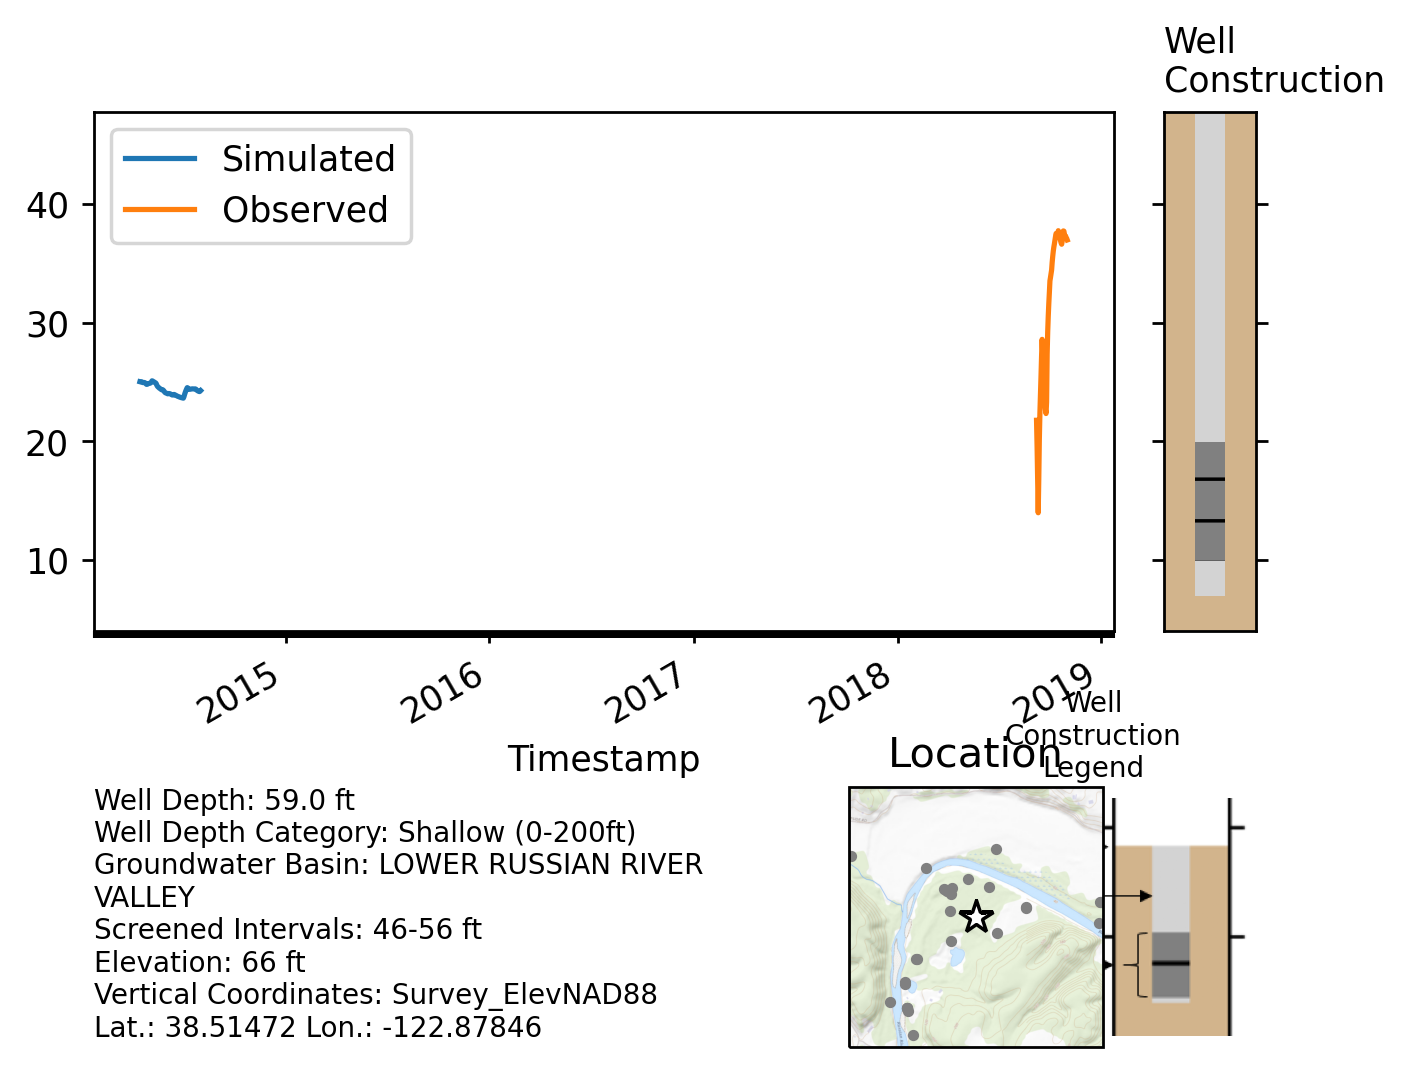 Well
Construction
Simulated
Observed
40
30
20
10
2015
2016
2017
2018
2019
Timestamp
Well
Construction
Legend
Location
Well Depth: 59.0 ft
Well Depth Category: Shallow (0-200ft)
Groundwater Basin: LOWER RUSSIAN RIVER
VALLEY
Screened Intervals: 46-56 ft
Elevation: 66 ft
Vertical Coordinates: Survey_ElevNAD88
Lat.: 38.51472 Lon.: -122.87846